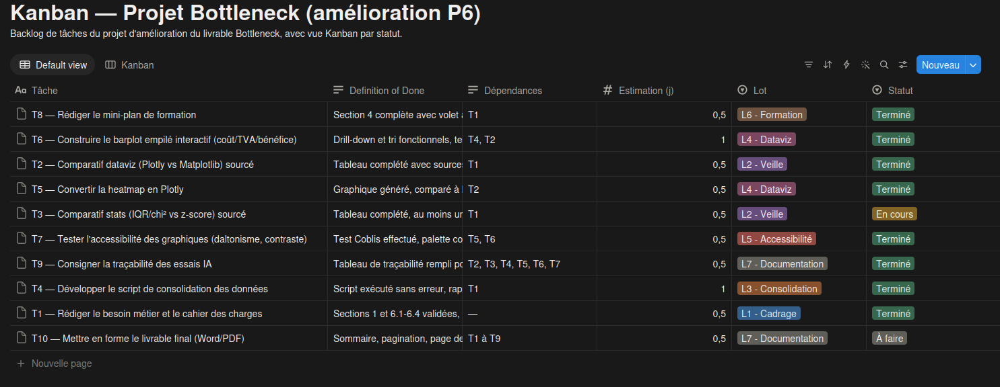 Kanban — Projet Bottleneck (amélioration P6)
Backlog de tâches du projet d'amélioration du livrable Bottleneck, avec vue Kanban par statut.
Default view Kanban Nouveau
Aa Tâche Definition of Done Dépendances # Estimation (j) Lot Statut
T8 — Rédiger le mini-plan de formation Section 4 complète avec volet T1 0,5 L6 - Formation Terminé
T6 — Construire le barplot empilé interactif (coût/TVA/bénéfice) Drill-down et tri fonctionnels, te T4, T2 1 L4 - Dataviz Terminé
T2 — Comparatif dataviz (Plotly vs Matplotlib) sourcé Tableau complété avec source T1 0,5 L2 - Veille Terminé
T5 — Convertir la heatmap en Plotly Graphique généré, comparé à T2 0,5 L4 - Dataviz Terminé
T3 — Comparatif stats (IQR/chi² vs z-score) sourcé Tableau complété, au moins ur T1 0,5 L2 - Veille En cours
T7 — Tester l'accessibilité des graphiques (daltonisme, contraste) Test Coblis effectué, palette co T5, T6 0,5 L5 - Accessibilité Terminé
T9 — Consigner la traçabilité des essais IA Tableau de traçabilité rempli po T2, T3, T4, T5, T6, T7 0,5 L7 - Documentation Terminé
T4 — Développer le script de consolidation des données Script exécuté sans erreur, rap T1 1 L3 - Consolidation Terminé
T1 — Rédiger le besoin métier et le cahier des charges Sections 1 et 6.1-6.4 validées, — 0,5 L1 - Cadrage Terminé
T10 — Mettre en forme le livrable final (Word/PDF) Sommaire, pagination, page de T1 à T9 0,5 L7 - Documentation À faire
+ Nouvelle page